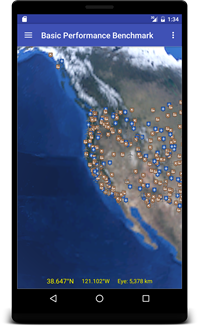 1:34
Basic Performance Benchmark
38.647°N 121.102°W Eye: 5,378 km